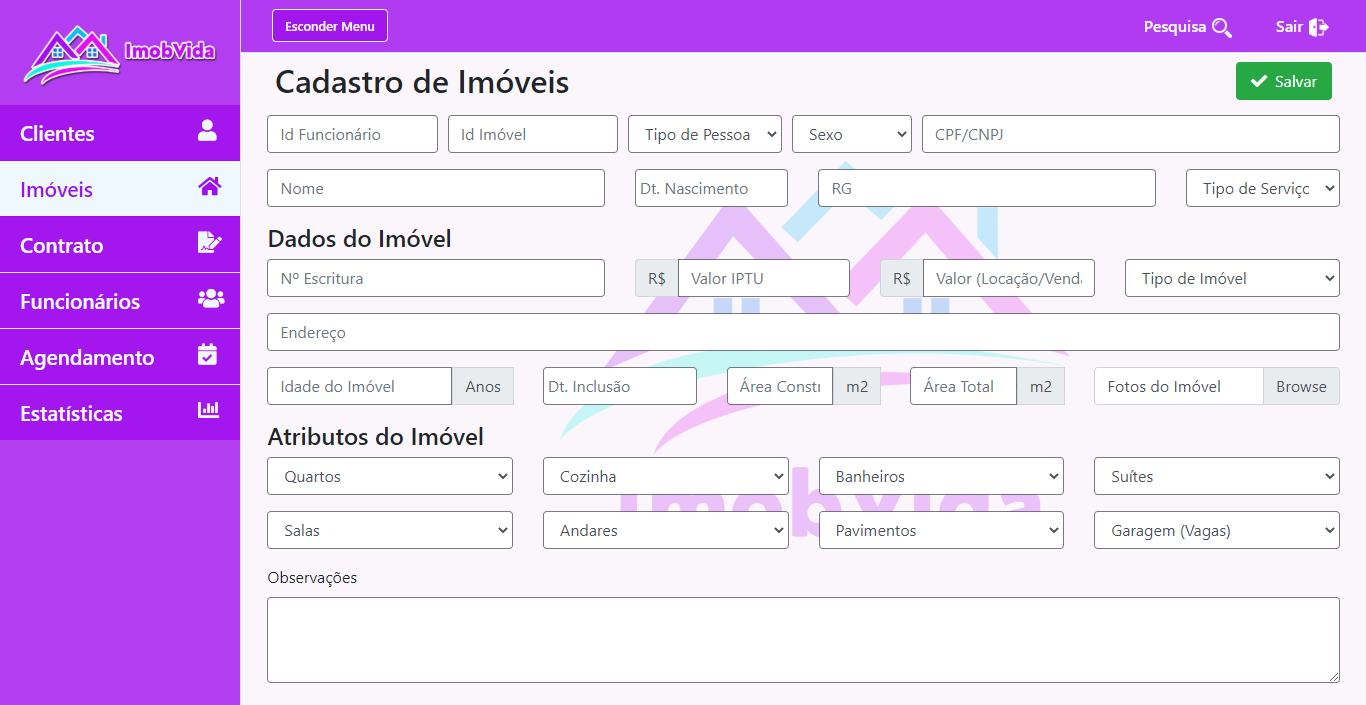 ImobVida
Esconder Menu
Pesquisa
Sair
Clientes
Imóveis
Contrato
Funcionários
Agendamento
Estatísticas
Cadastro de Imóveis
Salvar
Id Funcionário Id Imóvel Tipo de Pessoa Sexo CPF/CNPJ
Nome Dt. Nascimento RG Tipo de Serviço
Dados do Imóvel
Nº Escritura R$ Valor IPTU R$ Valor (Locação/Venda Tipo de Imóvel
Endereço
Idade do Imóvel Anos Dt. Inclusão Área Constr m2 Área Total m2 Fotos do Imóvel Browse
Atributos do Imóvel
Quartos Cozinha Banheiros Suítes
ImobVida
Salas Andares Pavimentos Garagem (Vagas)
Observações